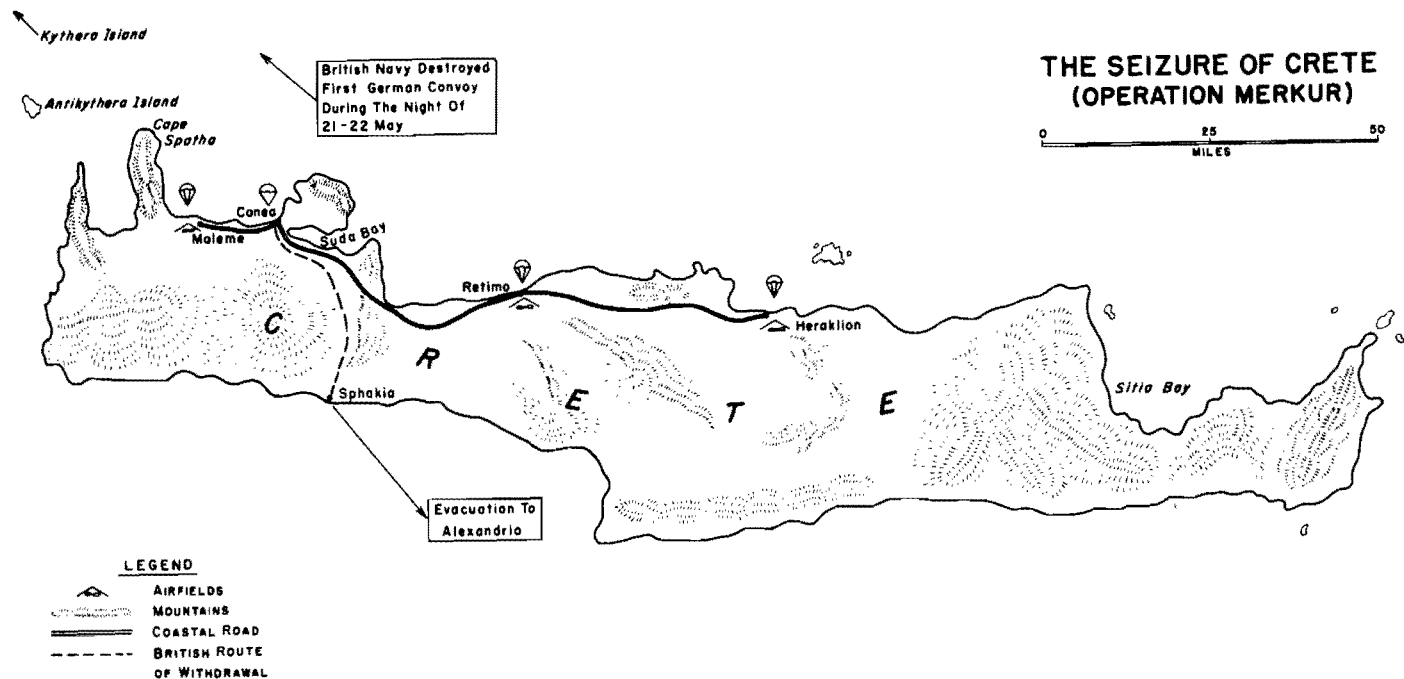 Kythera Island
British Navy Destroyed
First German Convoy
During The Night Of
21-22 May
THE SEIZURE OF CRETE
(OPERATION MERKUR)
0 25 50
MILES
Antikythera Island
Cape
Spatha
Canea
Maleme
Suda Bay
Retimo
Heraklion
C R E T E
Sphakia
Sitia Bay
Evacuation To
Alexandria
LEGEND
AIRFIELDS
MOUNTAINS
COASTAL ROAD
BRITISH ROUTE
OF WITHDRAWAL